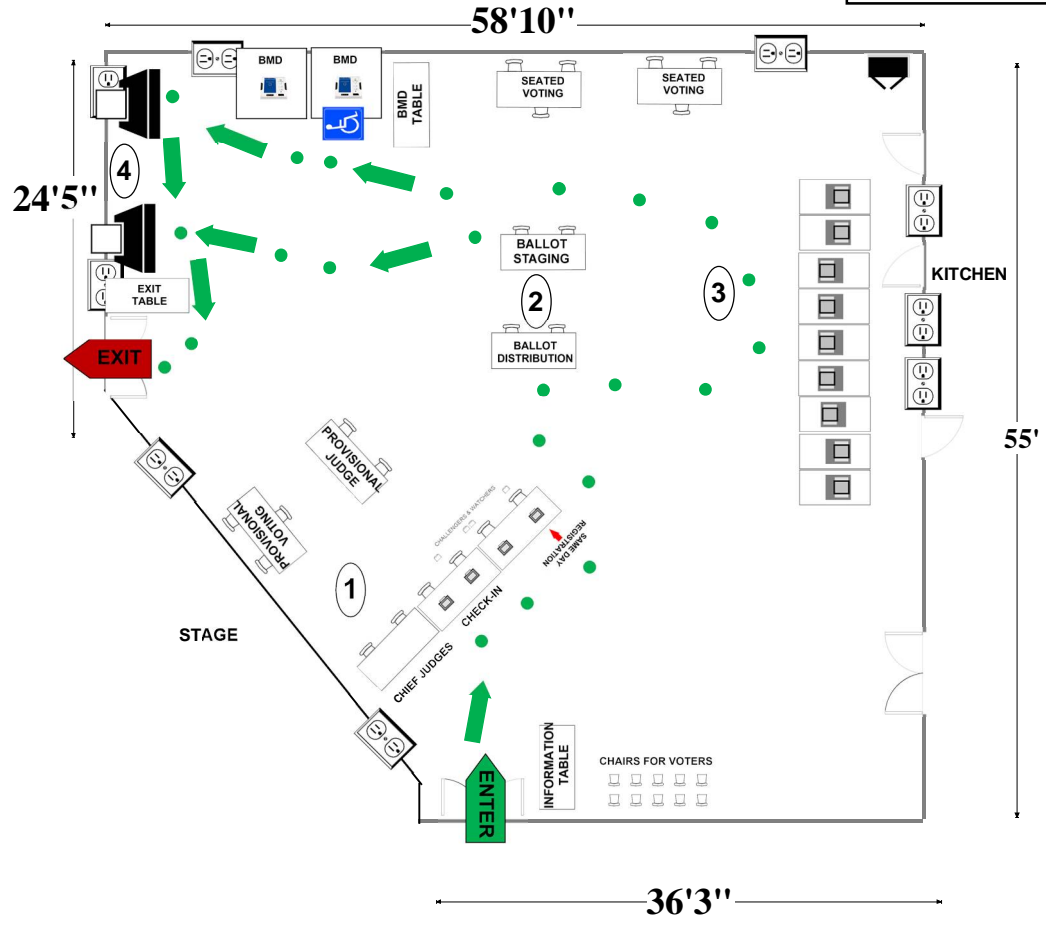 58'10"
BMD
BMD
BMD
TABLE
SEATED
VOTING
SEATED
VOTING
4
24'5"
BALLOT
STAGING
EXIT
TABLE
2
3
KITCHEN
BALLOT
DISTRIBUTION
EXIT
55'
PROVISIONAL
JUDGE
PROVISIONAL
VOTING
CHALLENGERS & WATCHERS
SAME DAY
REGISTRATION
1
CHECK-IN
STAGE
CHIEF JUDGES
ENTER
INFORMATION
TABLE
CHAIRS FOR VOTERS
36'3"